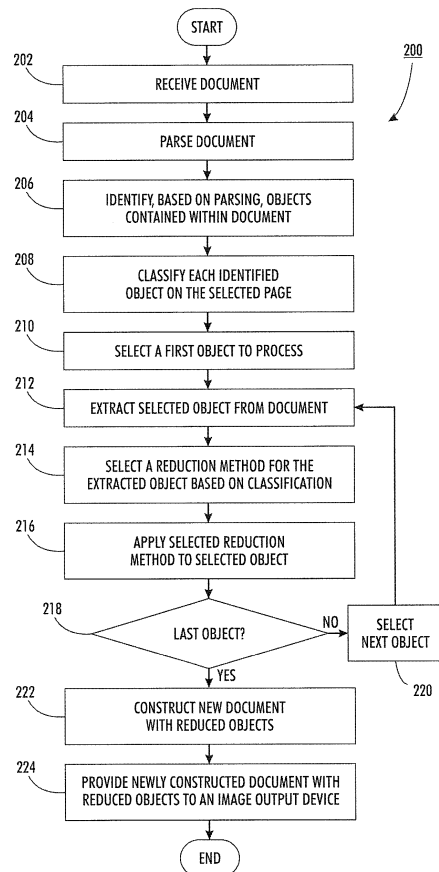 START
200
202
RECEIVE DOCUMENT
204
PARSE DOCUMENT
206
IDENTIFY, BASED ON PARSING, OBJECTS
CONTAINED WITHIN DOCUMENT
208
CLASSIFY EACH IDENTIFIED
OBJECT ON THE SELECTED PAGE
210
SELECT A FIRST OBJECT TO PROCESS
212
EXTRACT SELECTED OBJECT FROM DOCUMENT
214
SELECT A REDUCTION METHOD FOR THE
EXTRACTED OBJECT BASED ON CLASSIFICATION
216
APPLY SELECTED REDUCTION
METHOD TO SELECTED OBJECT
218
LAST OBJECT?
NO
SELECT
NEXT OBJECT
220
YES
222
CONSTRUCT NEW DOCUMENT
WITH REDUCED OBJECTS
224
PROVIDE NEWLY CONSTRUCTED DOCUMENT WITH
REDUCED OBJECTS TO AN IMAGE OUTPUT DEVICE
END